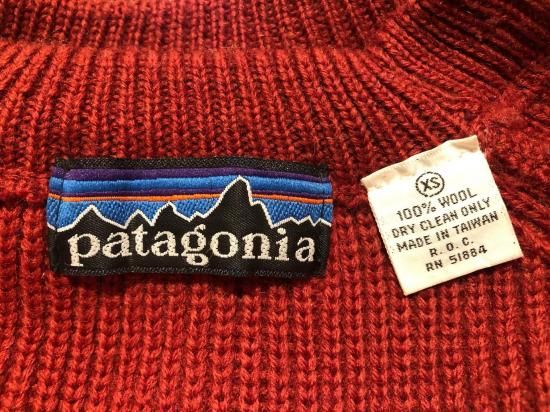 patagonia
XS
100% WOOL
DRY CLEAN ONLY
MADE IN TAIWAN
R. O. C.
RN 51884